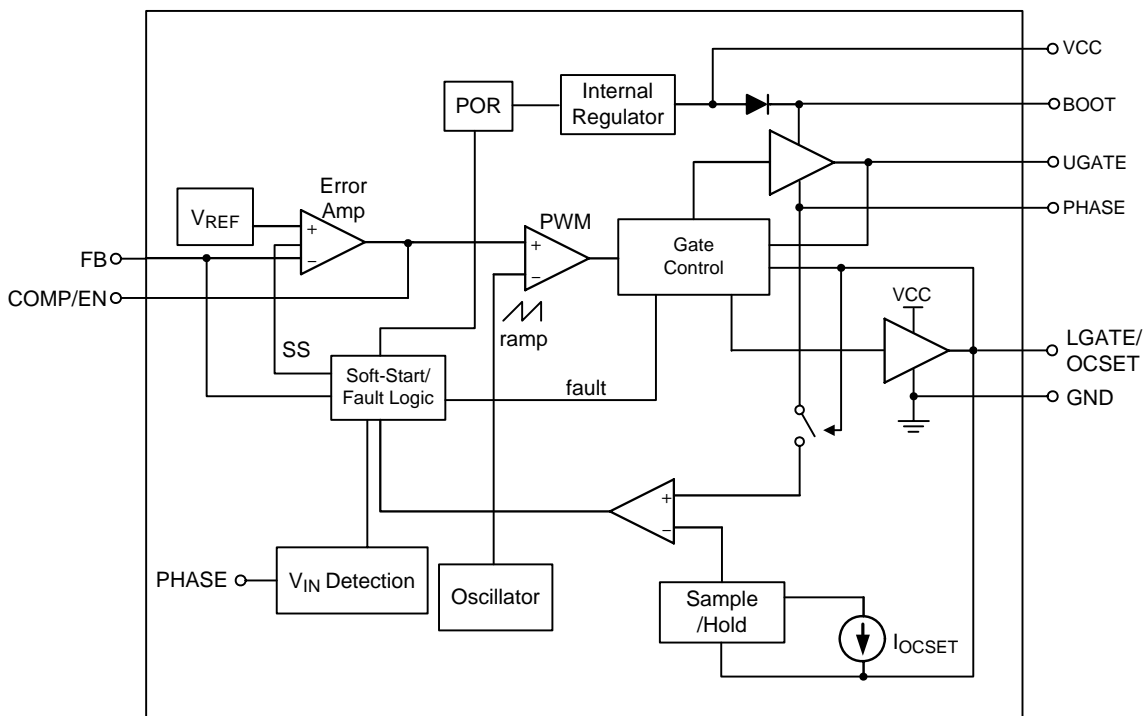 VCC
Internal
Regulator
POR
BOOT
UGATE
Error
Amp
VREF
+
−
PWM
+
−
PHASE
Gate
Control
FB
COMP/EN
VCC
ramp
SS
LGATE/
OCSET
Soft-Start/
Fault Logic
fault
GND
+
−
PHASE
VIN Detection
Oscillator
Sample
/Hold
IOCSET